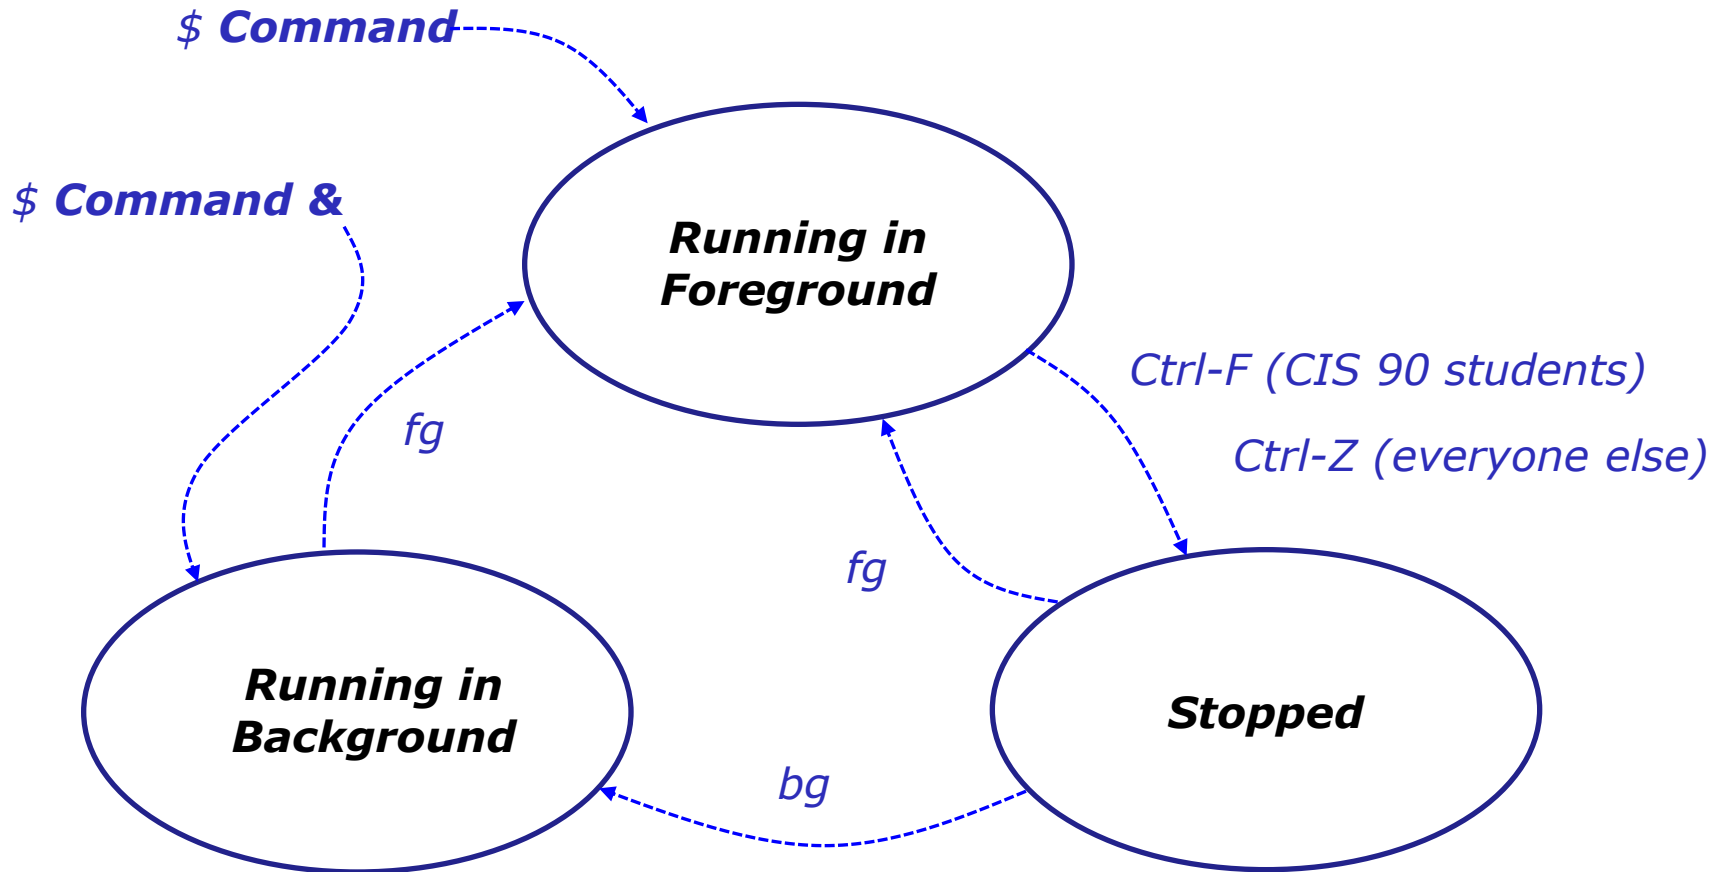 $ Command
$ Command &
Running in
Foreground
Ctrl-F (CIS 90 students)
fg
Ctrl-Z (everyone else)
fg
Running in
Background
Stopped
bg